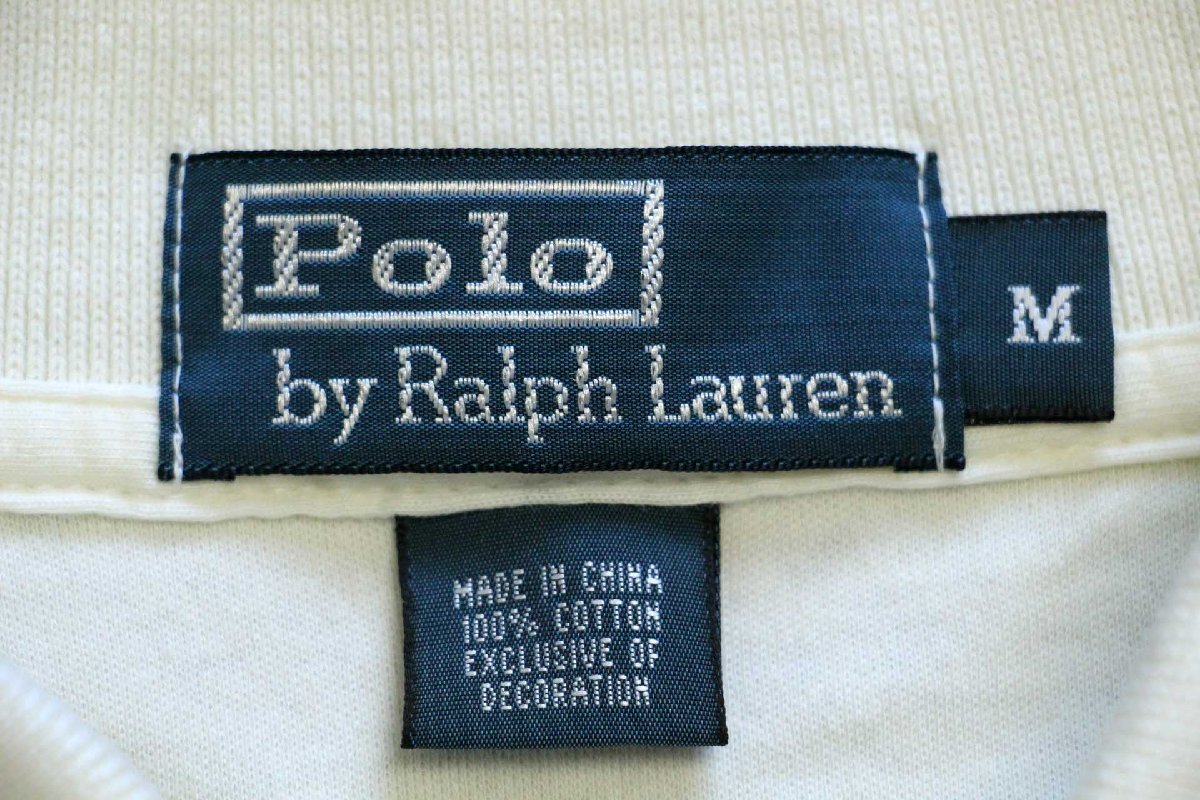 Polo
by Ralph Lauren
M
MADE IN CHINA
100% COTTON
EXCLUSIVE OF
DECORATION